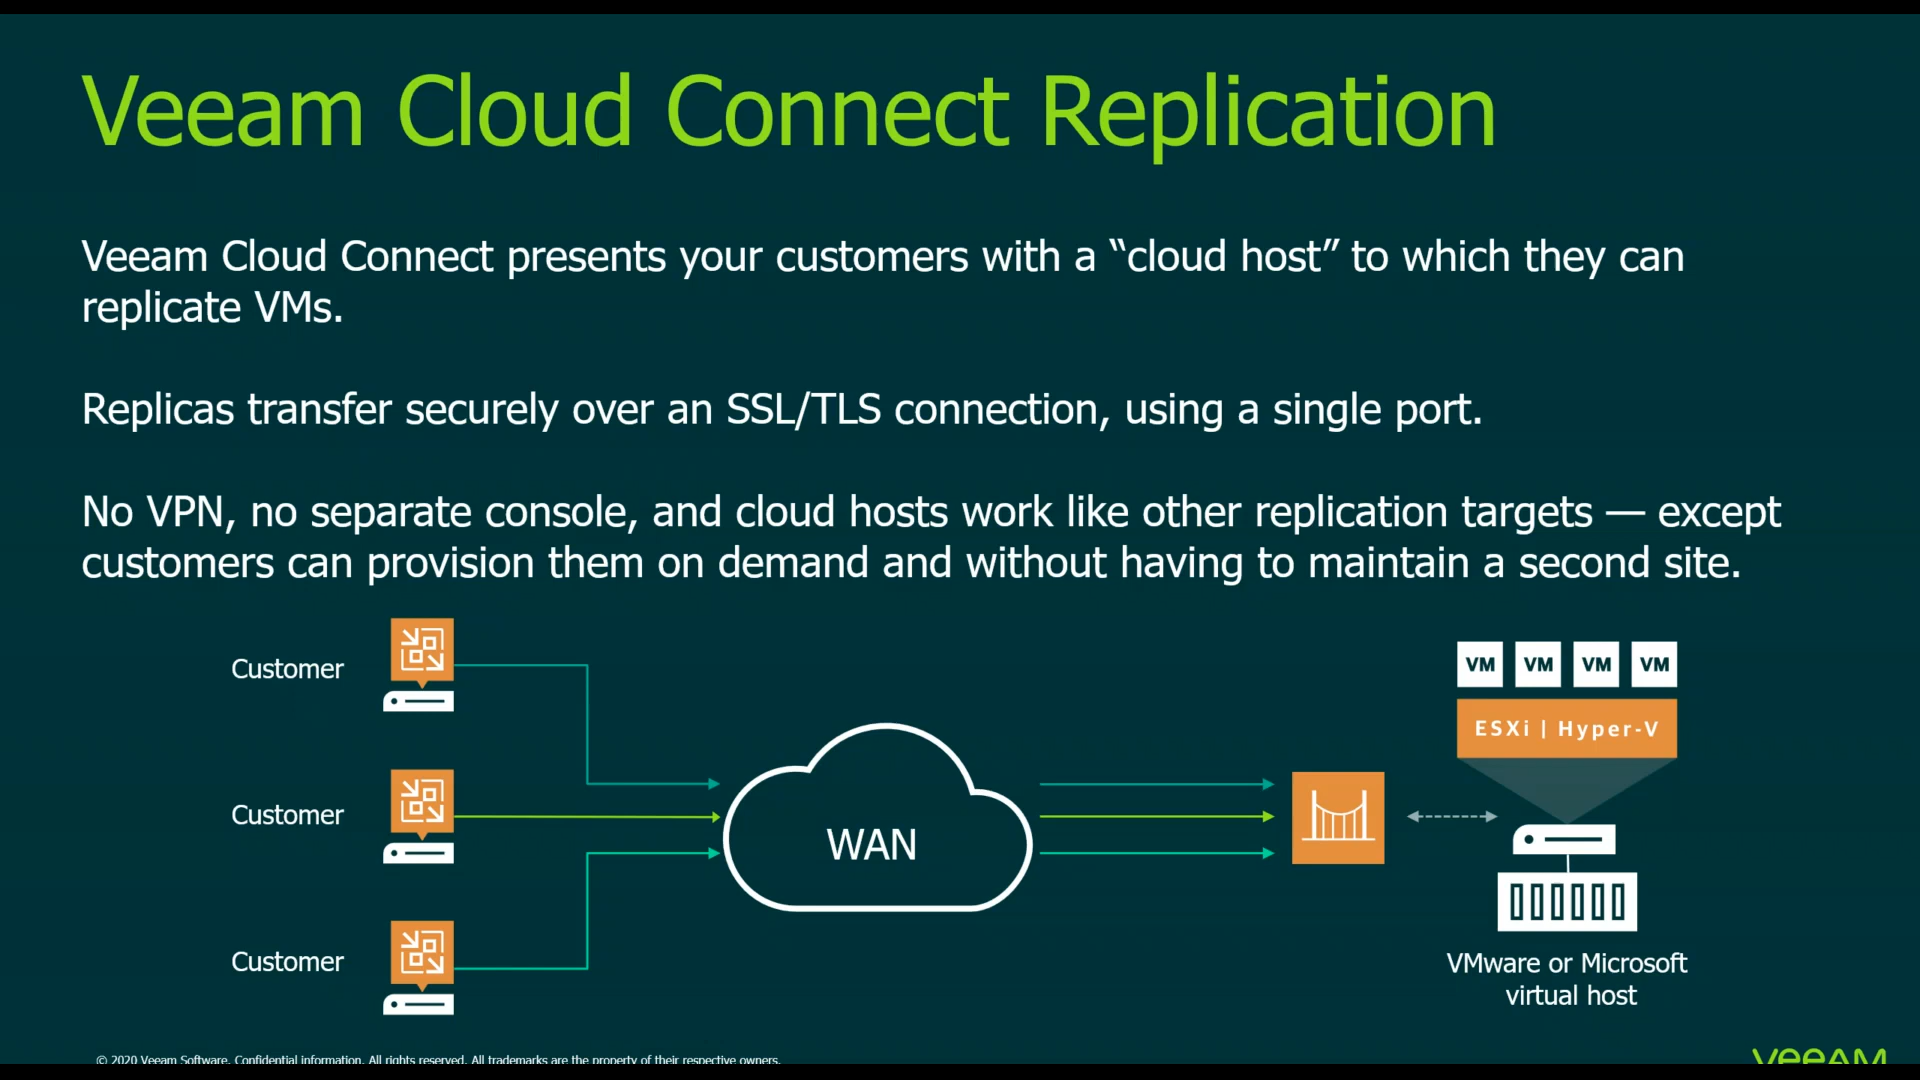 Veeam Cloud Connect Replication
Veeam Cloud Connect presents your customers with a “cloud host” to which they can
replicate VMs.
Replicas transfer securely over an SSL/TLS connection, using a single port.
No VPN, no separate console, and cloud hosts work like other replication targets — except
customers can provision them on demand and without having to maintain a second site.
Customer
Customer
Customer
WAN
VM VM VM VM
ESXi | Hyper-V
VMware or Microsoft
virtual host
© 2020 Veeam Software. Confidential information. All rights reserved. All trademarks are the property of their respective owners.
veeAM